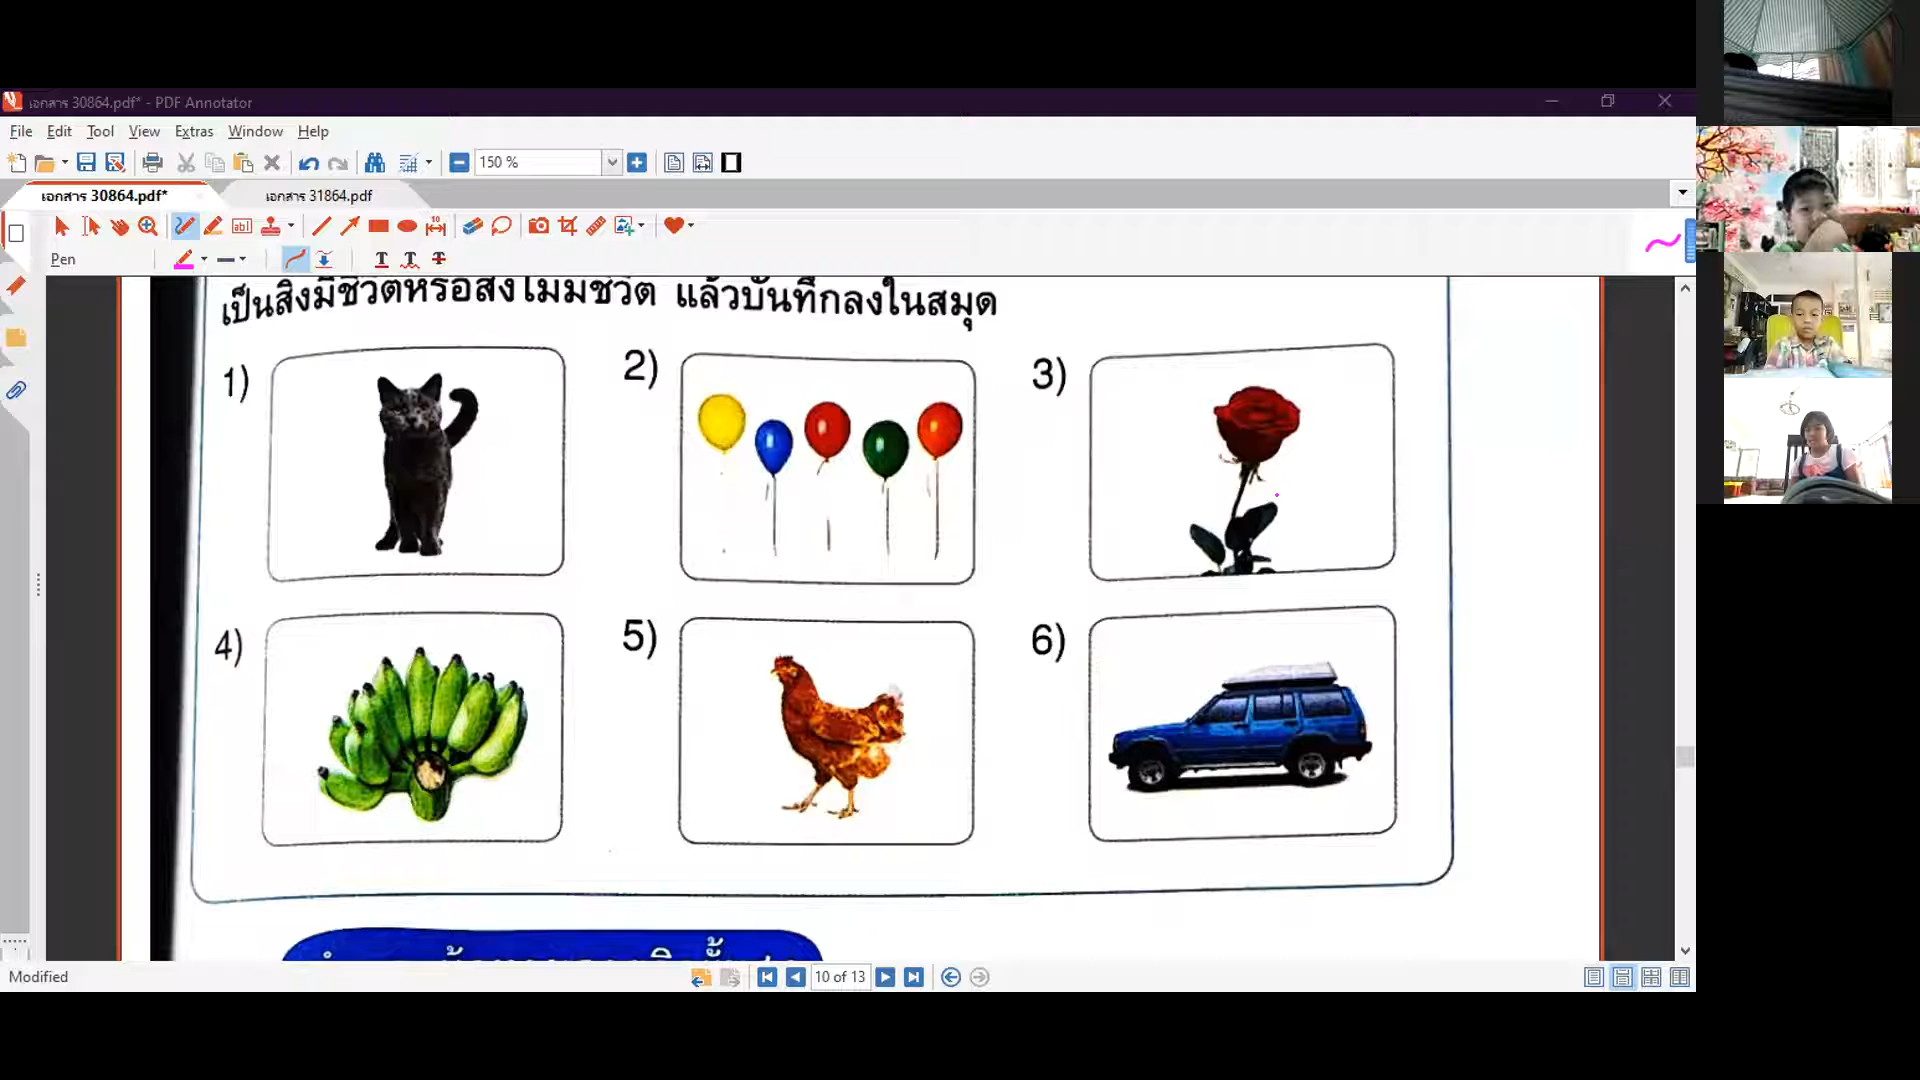 เอกสาร 30864.pdf* - PDF Annotator
File Edit Tool View Extras Window Help
150 %
เอกสาร 30864.pdf* เอกสาร 31864.pdf
Pen
เป็นสิ่งมีชีวิตหรือสิ่งไม่มีชีวิต แล้วบันทึกลงในสมุด
1) 2) 3)
4) 5) 6)
Modified 10 of 13